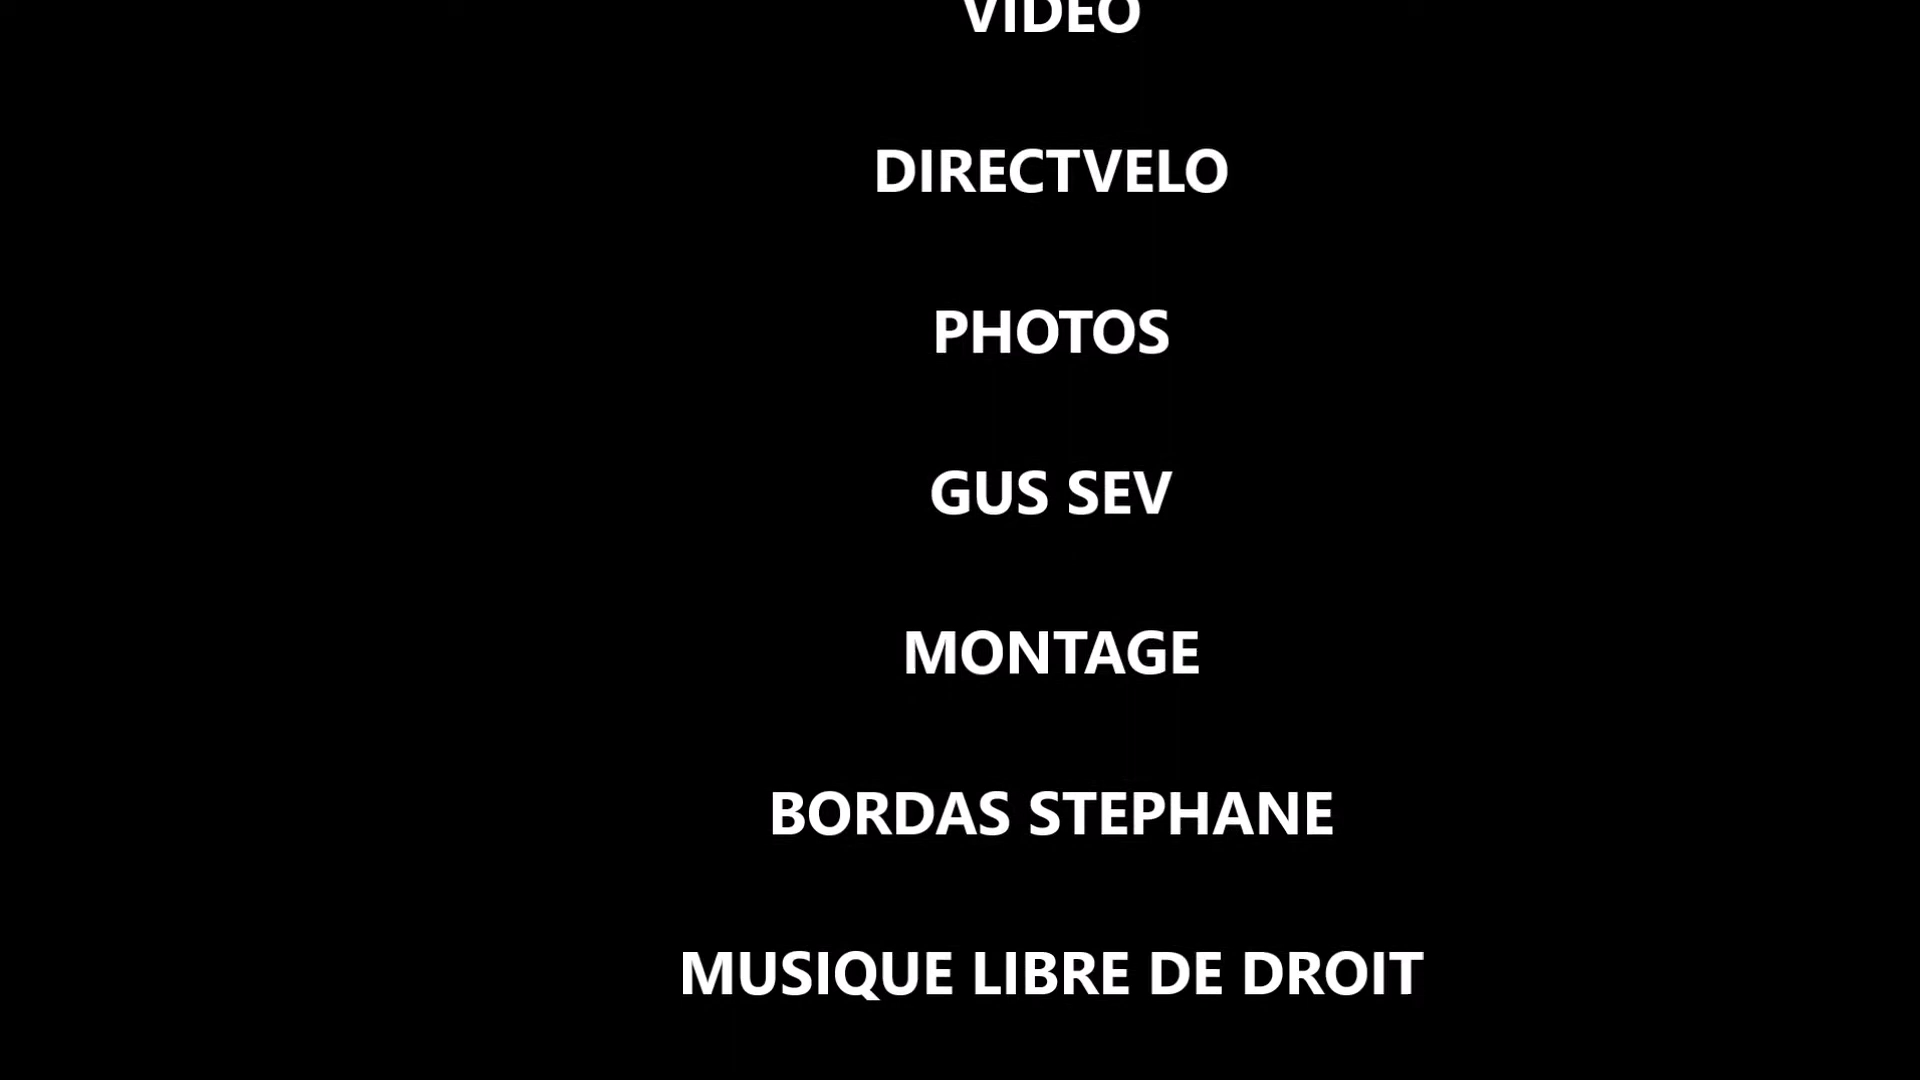 VIDEO
DIRECTVELO
PHOTOS
GUS SEV
MONTAGE
BORDAS STEPHANE
MUSIQUE LIBRE DE DROIT